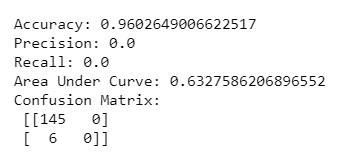 Accuracy: 0.9602649006622517
Precision: 0.0
Recall: 0.0
Area Under Curve: 0.6327586206896552
Confusion Matrix:
[[145   0]
[  6   0]]